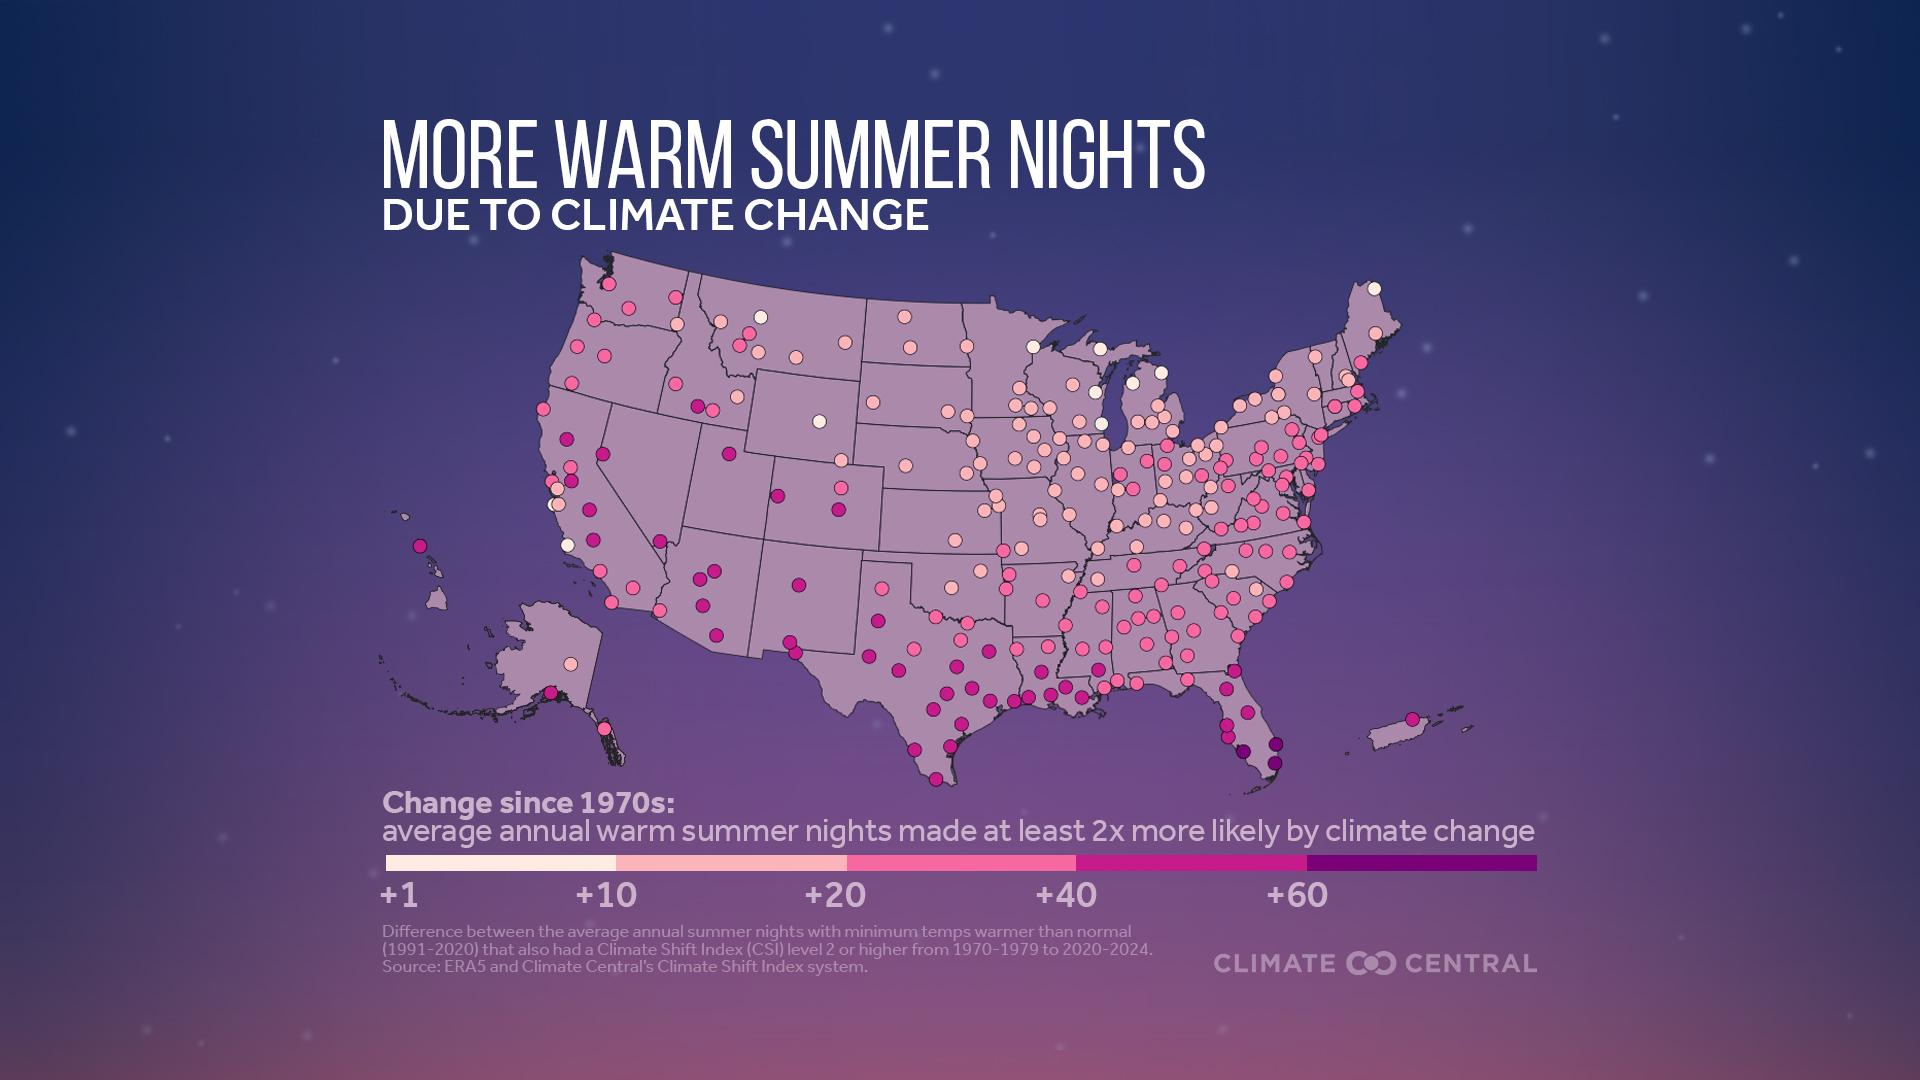 MORE WARM SUMMER NIGHTS
DUE TO CLIMATE CHANGE
Change since 1970s:
average annual warm summer nights made at least 2x more likely by climate change
+1 +10 +20 +40 +60
Difference between the average annual summer nights with minimum temps warmer than normal
(1991-2020) that also had a Climate Shift Index (CSI) level 2 or higher from 1970-1979 to 2020-2024.
Source: ERA5 and Climate Central's Climate Shift Index system.
CLIMATE CENTRAL